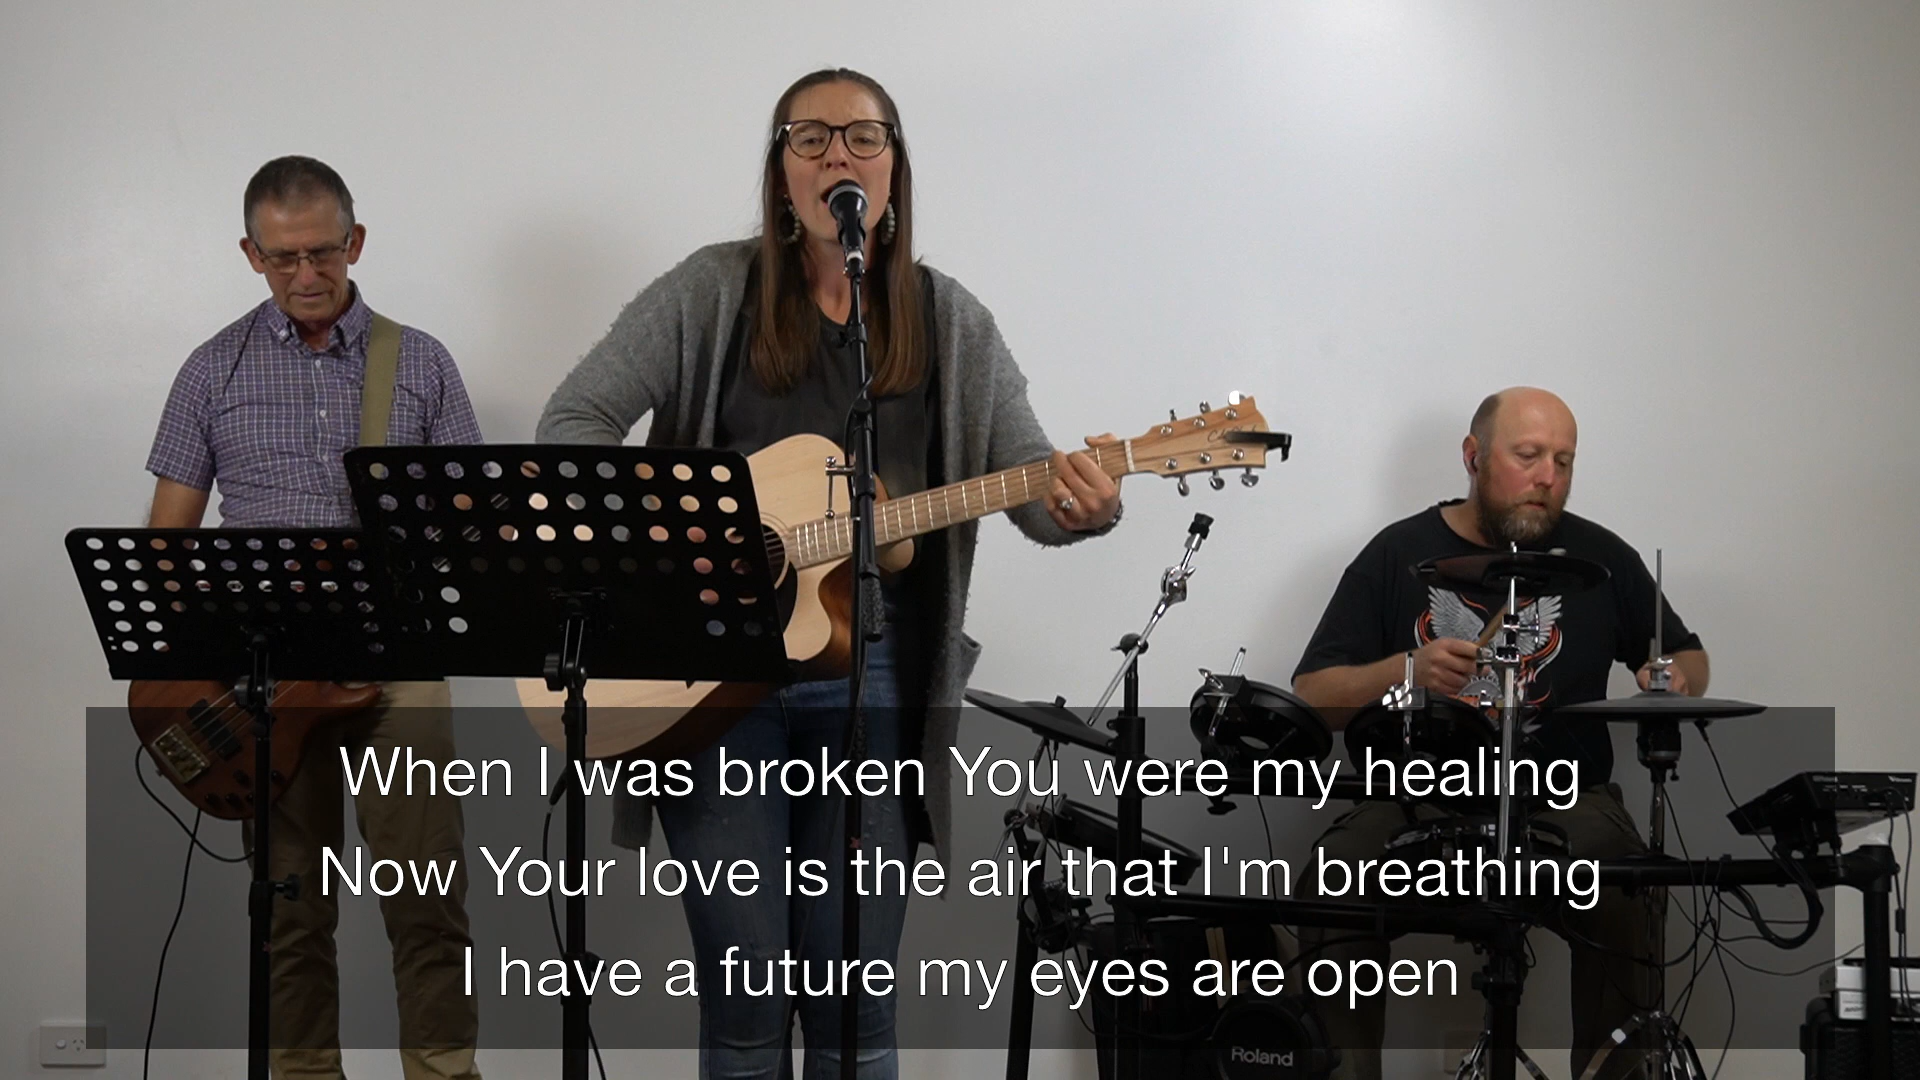 When I was broken You were my healing
Now Your love is the air that I'm breathing
I have a future my eyes are open
Roland